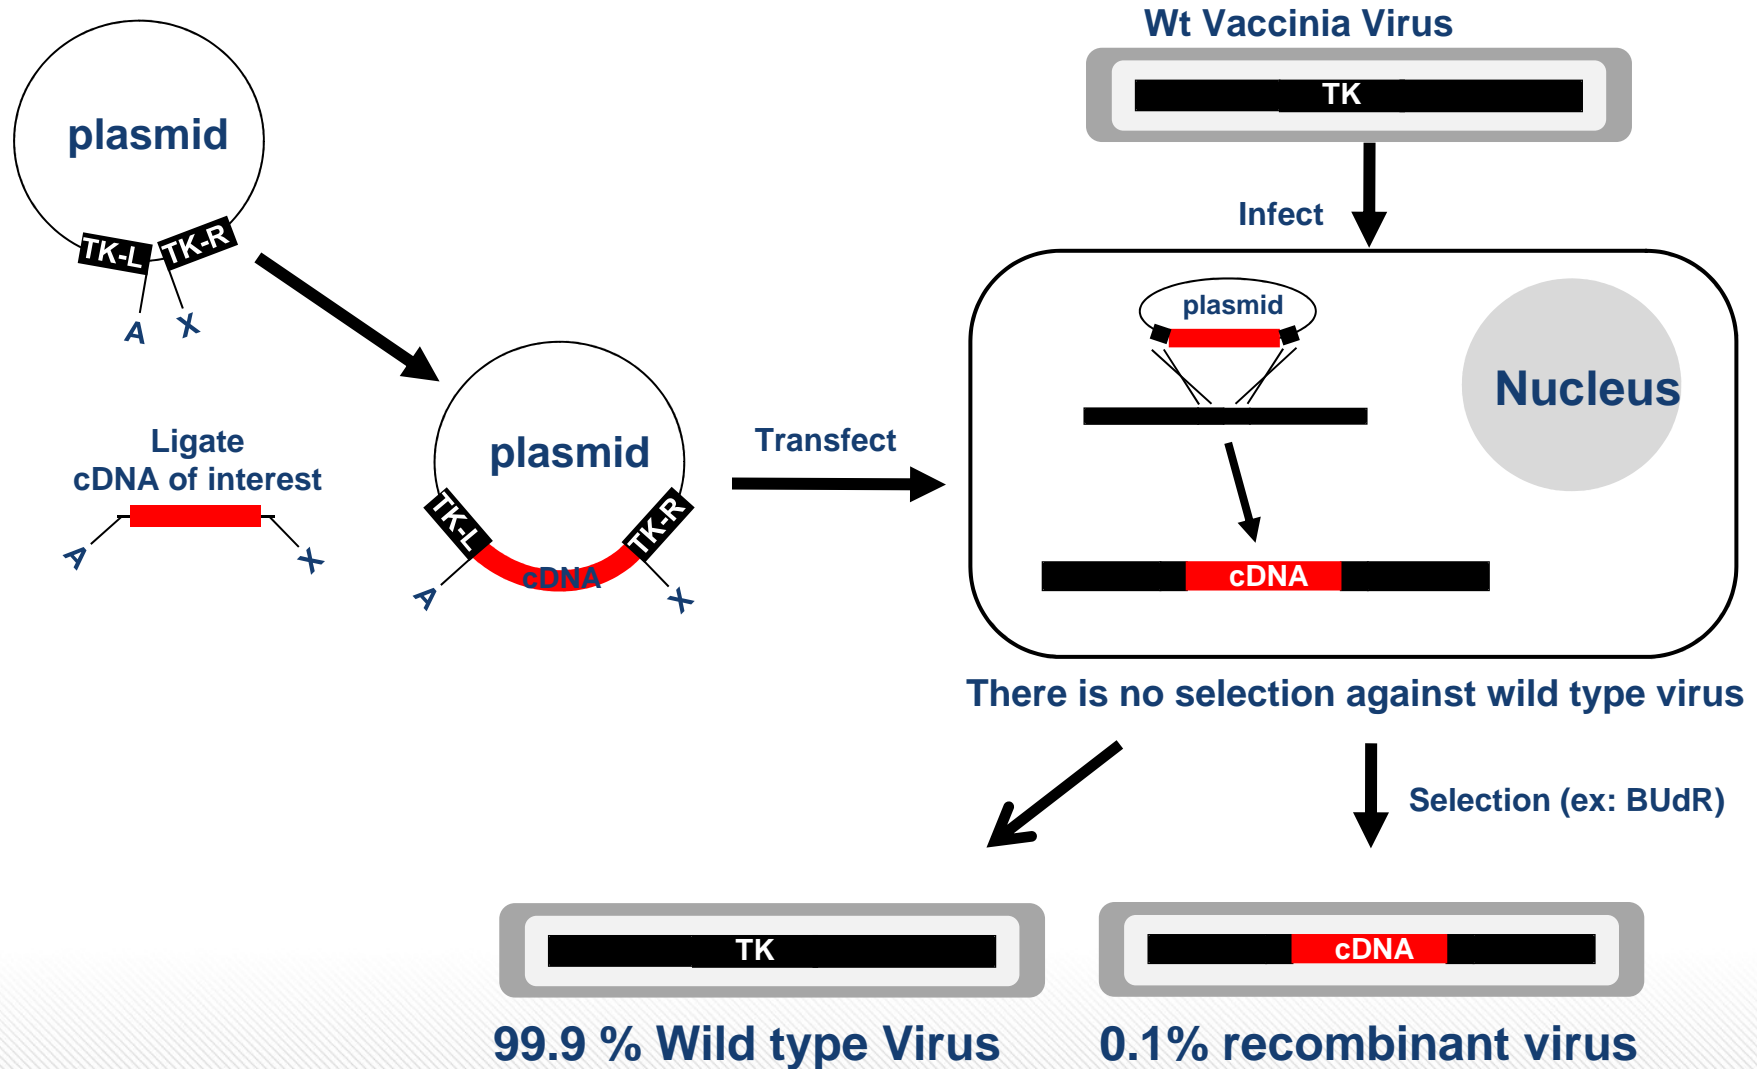 Wt Vaccinia Virus
TK
plasmid
TK-L
TK-R
A
X
Infect
plasmid
Nucleus
Ligate
cDNA of interest
A
X
plasmid
TK-L
TK-R
cDNA
A
X
Transfect
cDNA
There is no selection against wild type virus
Selection (ex: BUdR)
TK
cDNA
99.9 % Wild type Virus
0.1% recombinant virus